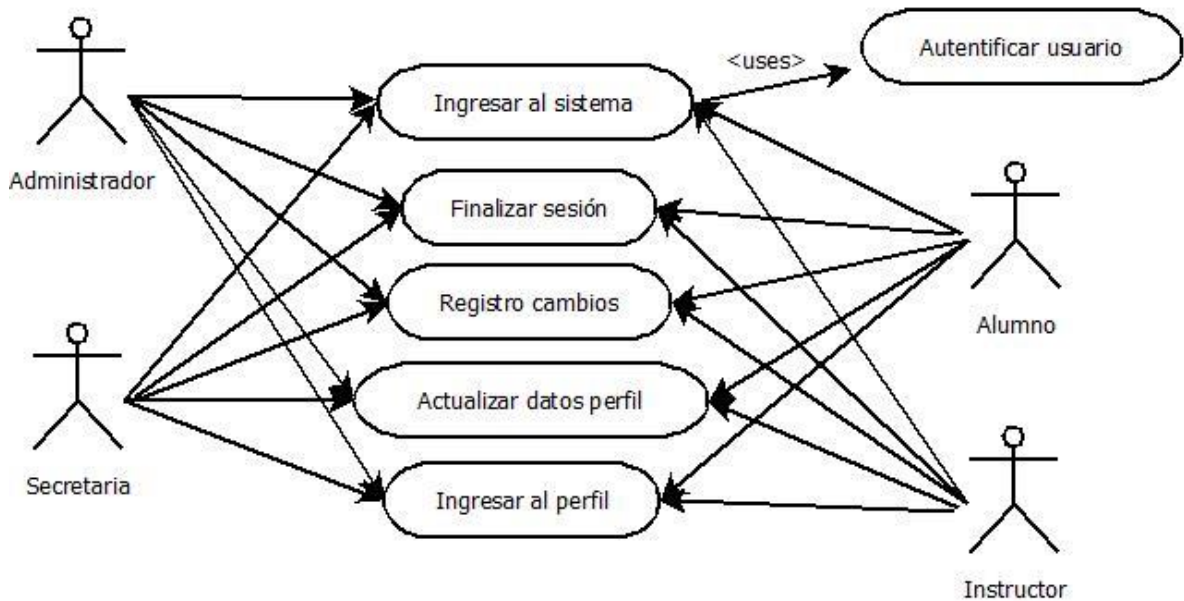 Autentificar usuario
<uses>
Ingresar al sistema
Administrador
Finalizar sesión
Registro cambios
Alumno
Actualizar datos perfil
Secretaria
Ingresar al perfil
Instructor